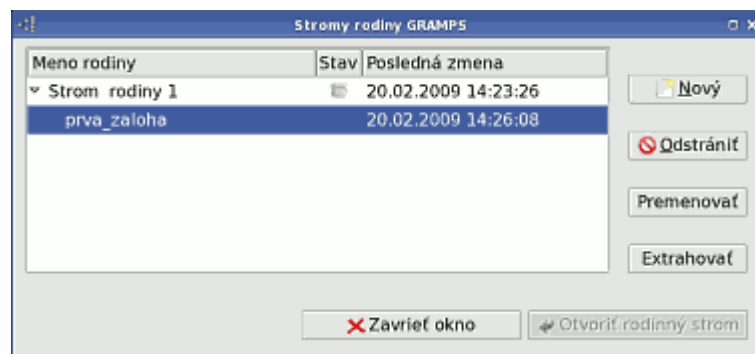 Stromy rodiny GRAMPS
Meno rodiny Stav Posledná zmena
Strom rodiny 1 20.02.2009 14:23:26
prva_zaloha 20.02.2009 14:26:08
Nový
Odstrániť
Premenovať
Extrahovať
Zavrieť okno
Otvoriť rodinný strom